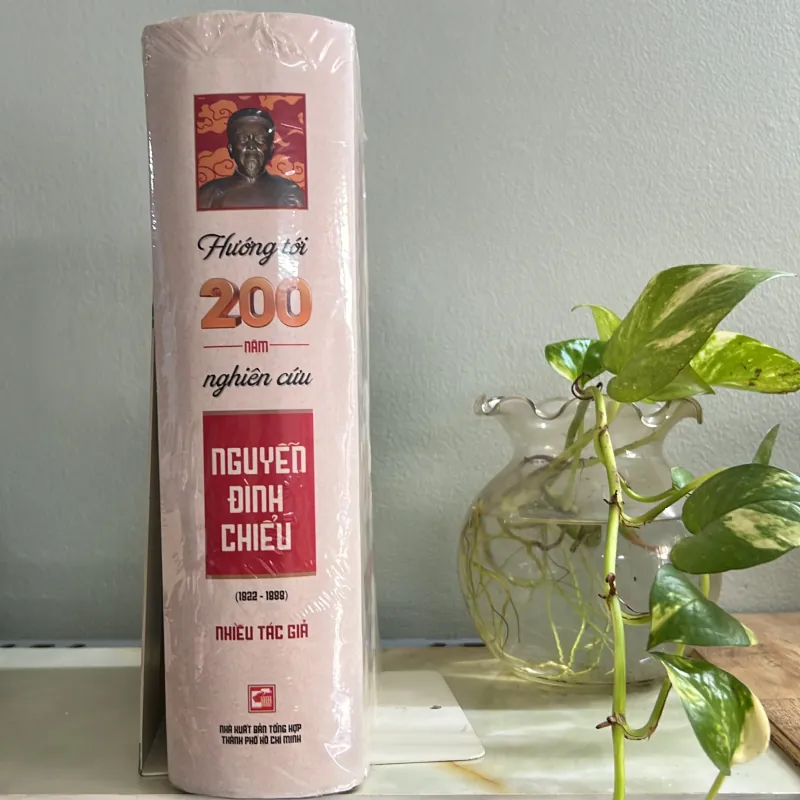 Hướng tới
200
NĂM
nghiên cứu
NGUYỄN
ĐÌNH
CHIỂU
(1822 - 1888)
NHIỀU TÁC GIẢ
NHÀ XUẤT BẢN TỔNG HỢP
THÀNH PHỐ HỒ CHÍ MINH